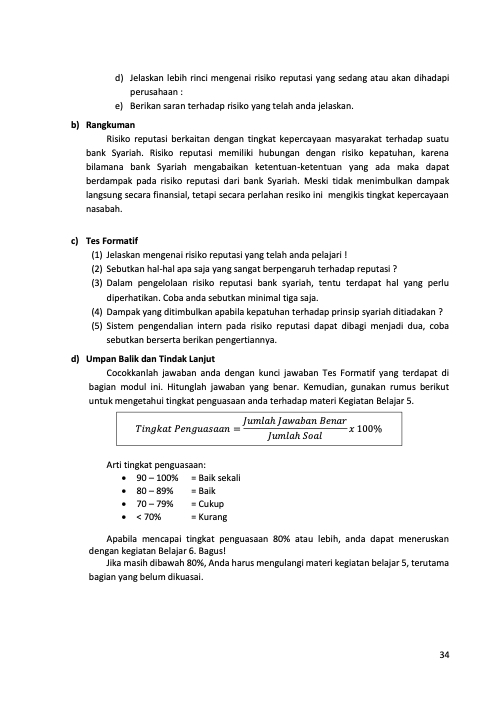 d) Jelaskan lebih rinci mengenai risiko reputasi yang sedang atau akan dihadapi
perusahaan :
e) Berikan saran terhadap risiko yang telah anda jelaskan.
b) Rangkuman
Risiko reputasi berkaitan dengan tingkat kepercayaan masyarakat terhadap suatu
bank Syariah. Risiko reputasi memiliki hubungan dengan risiko kepatuhan, karena
bilamana bank Syariah mengabaikan ketentuan-ketentuan yang ada maka dapat
berdampak pada risiko reputasi dari bank Syariah. Meski tidak menimbulkan dampak
langsung secara finansial, tetapi secara perlahan resiko ini mengikis tingkat kepercayaan
nasabah.
c) Tes Formatif
(1) Jelaskan mengenai risiko reputasi yang telah anda pelajari !
(2) Sebutkan hal-hal apa saja yang sangat berpengaruh terhadap reputasi ?
(3) Dalam pengelolaan risiko reputasi bank syariah, tentu terdapat hal yang perlu
diperhatikan. Coba anda sebutkan minimal tiga saja.
(4) Dampak yang ditimbulkan apabila kepatuhan terhadap prinsip syariah ditiadakan ?
(5) Sistem pengendalian intern pada risiko reputasi dapat dibagi menjadi dua, coba
sebutkan berserta berikan pengertiannya.
d) Umpan Balik dan Tindak Lanjut
Cocokkanlah jawaban anda dengan kunci jawaban Tes Formatif yang terdapat di
bagian modul ini. Hitunglah jawaban yang benar. Kemudian, gunakan rumus berikut
untuk mengetahui tingkat penguasaan anda terhadap materi Kegiatan Belajar 5.
Tingkat Penguasaan = Jumlah Jawaban Benar / Jumlah Soal x 100%
Arti tingkat penguasaan:
• 90 – 100% = Baik sekali
• 80 – 89% = Baik
• 70 – 79% = Cukup
• < 70% = Kurang
Apabila mencapai tingkat penguasaan 80% atau lebih, anda dapat meneruskan
dengan kegiatan Belajar 6. Bagus!
Jika masih dibawah 80%, Anda harus mengulangi materi kegiatan belajar 5, terutama
bagian yang belum dikuasai.
34